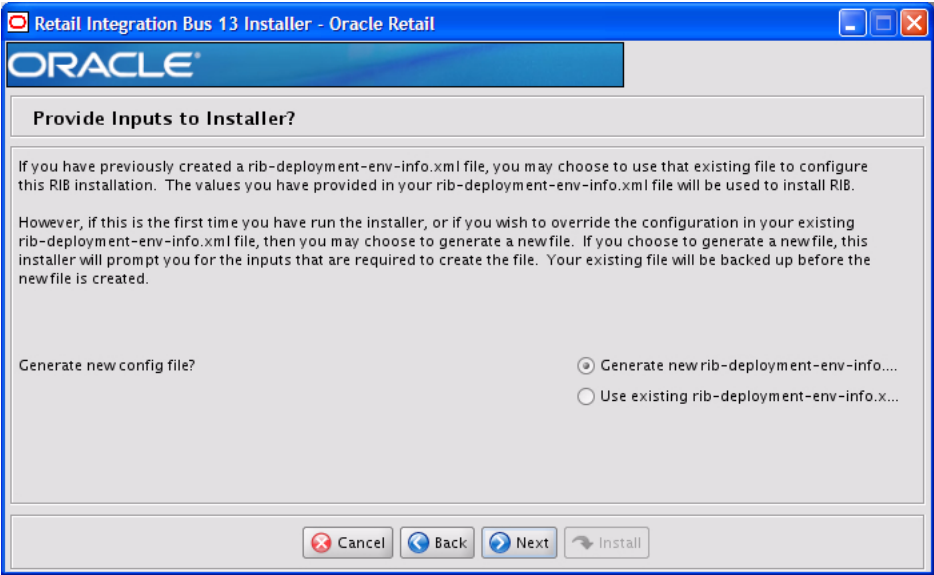 Retail Integration Bus 13 Installer - Oracle Retail
ORACLE®
Provide Inputs to Installer?
If you have previously created a rib-deployment-env-info.xml file, you may choose to use that existing file to configure
this RIB installation. The values you have provided in your rib-deployment-env-info.xml file will be used to install RIB.
However, if this is the first time you have run the installer, or if you wish to override the configuration in your existing
rib-deployment-env-info.xml file, then you may choose to generate a new file. If you choose to generate a new file, this
installer will prompt you for the inputs that are required to create the file. Your existing file will be backed up before the
new file is created.
Generate new config file?
Generate new rib-deployment-env-info....
Use existing rib-deployment-env-info.x...
Cancel Back Next Install